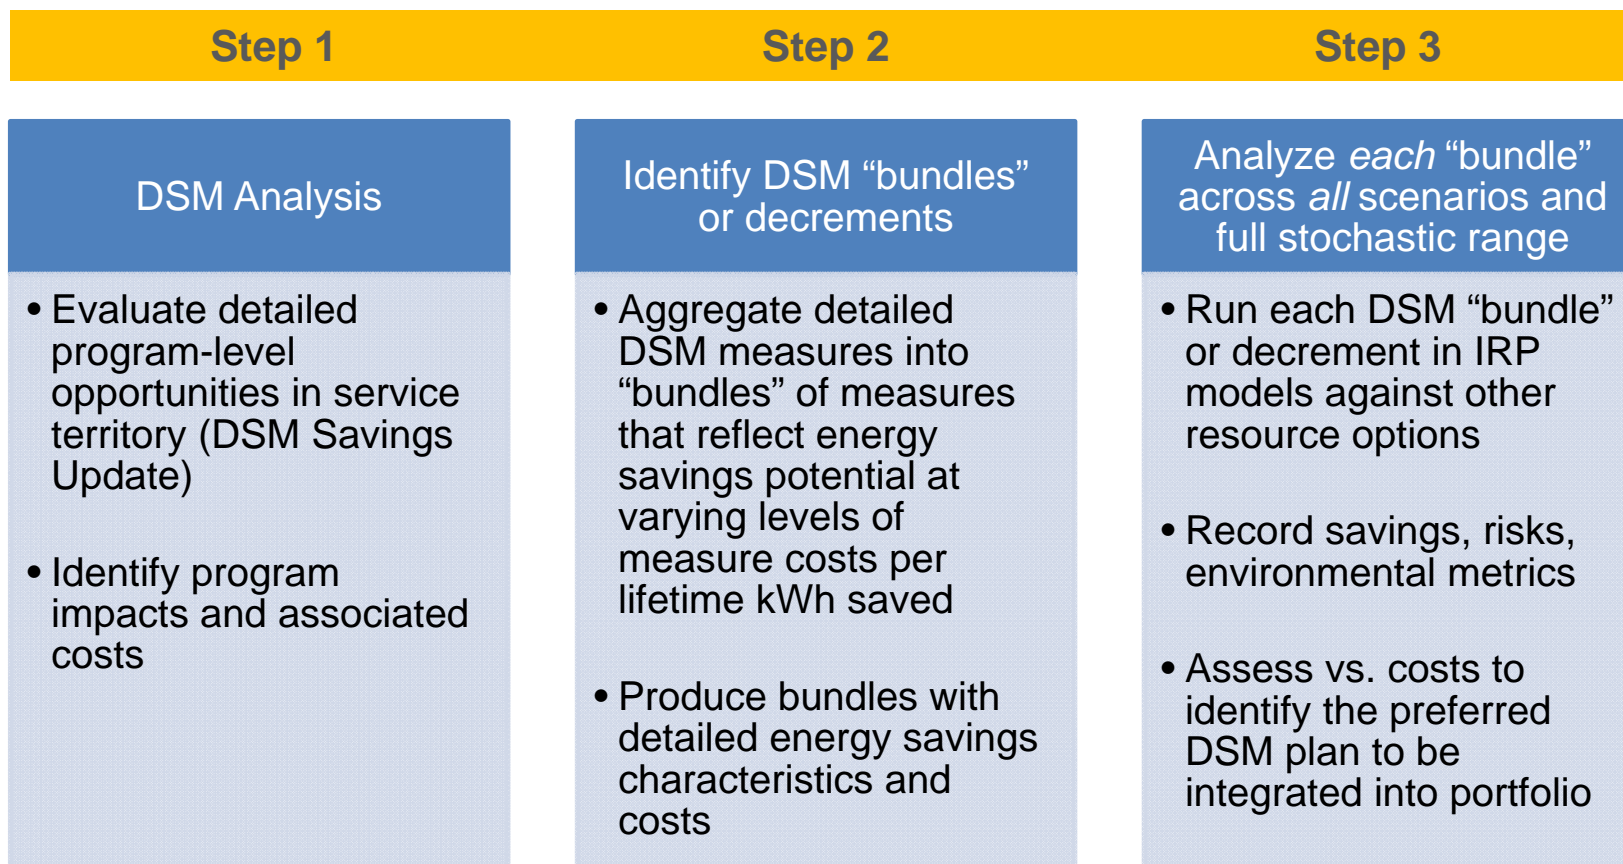 Step 1
Step 2
Step 3
DSM Analysis
• Evaluate detailed
program-level
opportunities in service
territory (DSM Savings
Update)
• Identify program
impacts and associated
costs
Identify DSM “bundles”
or decrements
• Aggregate detailed
DSM measures into
“bundles” of measures
that reflect energy
savings potential at
varying levels of
measure costs per
lifetime kWh saved
• Produce bundles with
detailed energy savings
characteristics and
costs
Analyze each “bundle”
across all scenarios and
full stochastic range
• Run each DSM “bundle”
or decrement in IRP
models against other
resource options
• Record savings, risks,
environmental metrics
• Assess vs. costs to
identify the preferred
DSM plan to be
integrated into portfolio